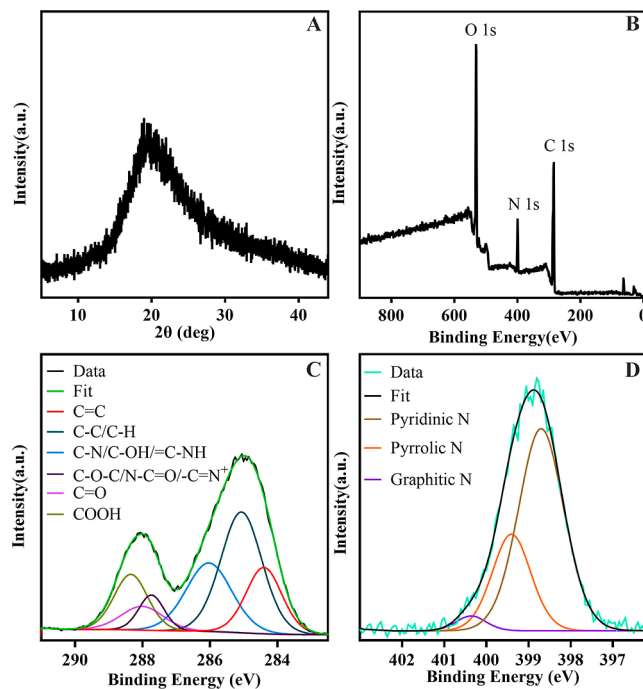 A
Intensity(a.u.)
10 20 30 40
2θ (deg)
B
O 1s
C 1s
N 1s
Intensity(a.u.)
800 600 400 200 0
Binding Energy(eV)
C
Data
Fit
C=C
C-C/C-H
C-N/C-OH/=C-NH
C-O-C/N-C=O/-C=N⁺
C=O
COOH
Intensity(a.u.)
290 288 286 284
Binding Energy (eV)
D
Data
Fit
Pyridinic N
Pyrrolic N
Graphitic N
Intensity(a.u.)
402 401 400 399 398 397
Binding Energy (eV)